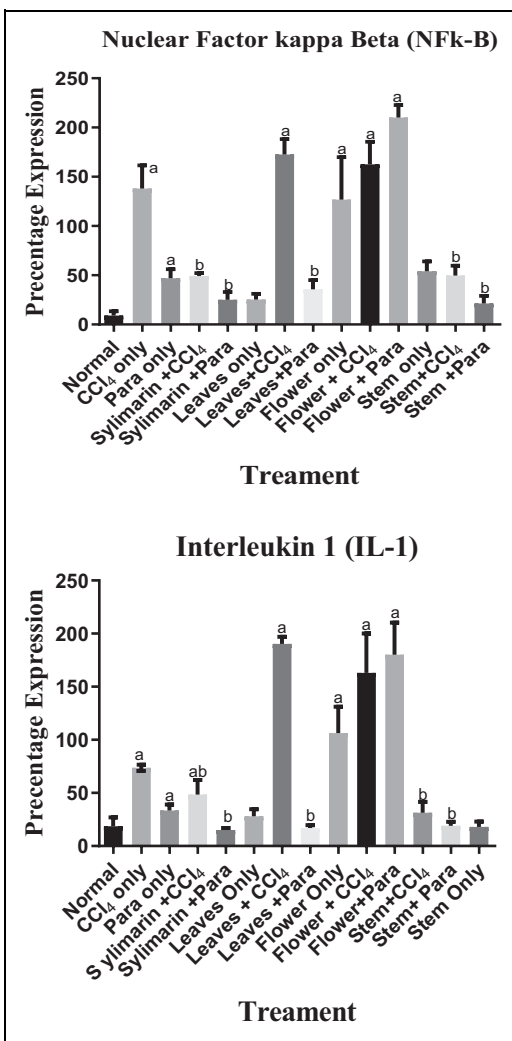 Nuclear Factor kappa Beta (NFk-B)
Precentage Expression
250
200
150
100
50
0
a
a
b
b
a
b
a
a
a
b
b
Normal
CCl₄ only
Para only
Sylimarin +CCl₄
Sylimarin +Para
Leaves only
Leaves+CCl₄
Leaves+Para
Flower only
Flower + CCl₄
Flower + Para
Stem only
Stem+CCl₄
Stem +Para
Treament
Interleukin 1 (IL-1)
Precentage Expression
250
200
150
100
50
0
a
a
ab
b
a
b
a
a
a
b
b
Normal
CCl₄ only
Para only
S ylimarin +CCl₄
Sylimarin +Para
Leaves Only
Leaves + CCl₄
Leaves +Para
Flower Only
Flower + CCl₄
Flower+Para
Stem+CCl₄
Stem+ Para
Stem Only
Treament